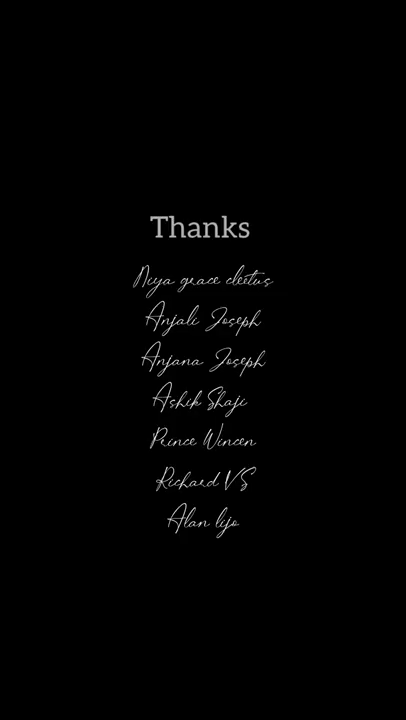 Thanks
Niya grace cleetus
Anjali Joseph
Anjana Joseph
Ashik Shaji
Prince Wincen
Richard VS
Alan lijo